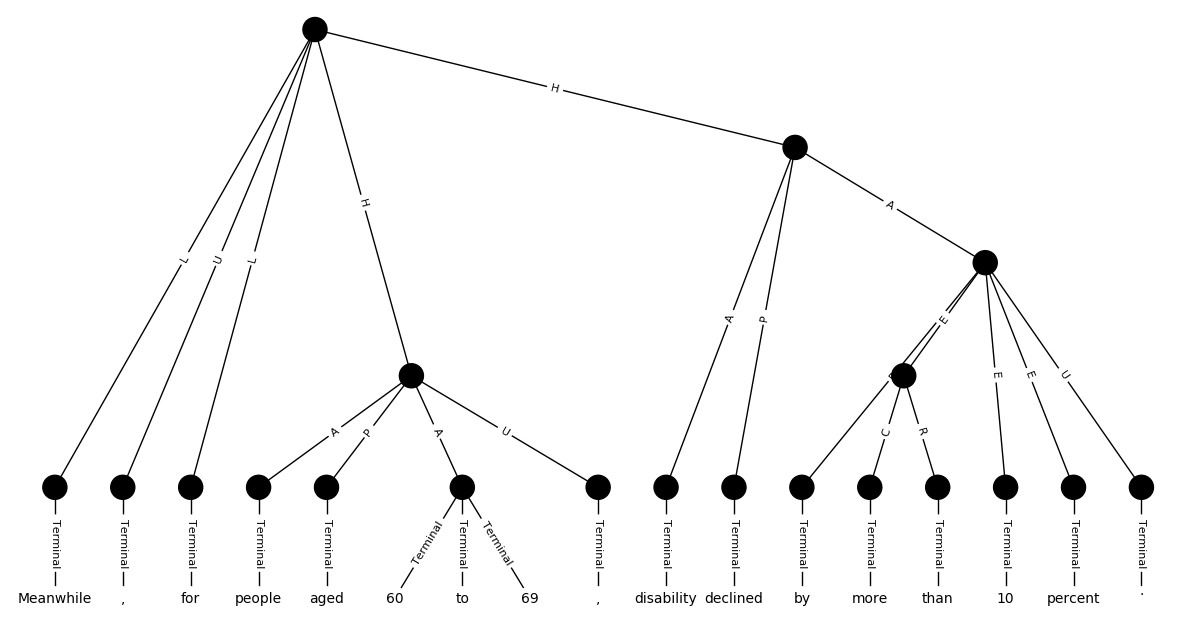 H
H
A
L
U
L
A
P
E
A
P
A
U
E
E
U
C
R
Terminal Terminal Terminal Terminal Terminal Terminal Terminal Terminal Terminal Terminal Terminal Terminal Terminal Terminal Terminal Terminal Terminal
Meanwhile , for people aged 60 to 69 , disability declined by more than 10 percent .